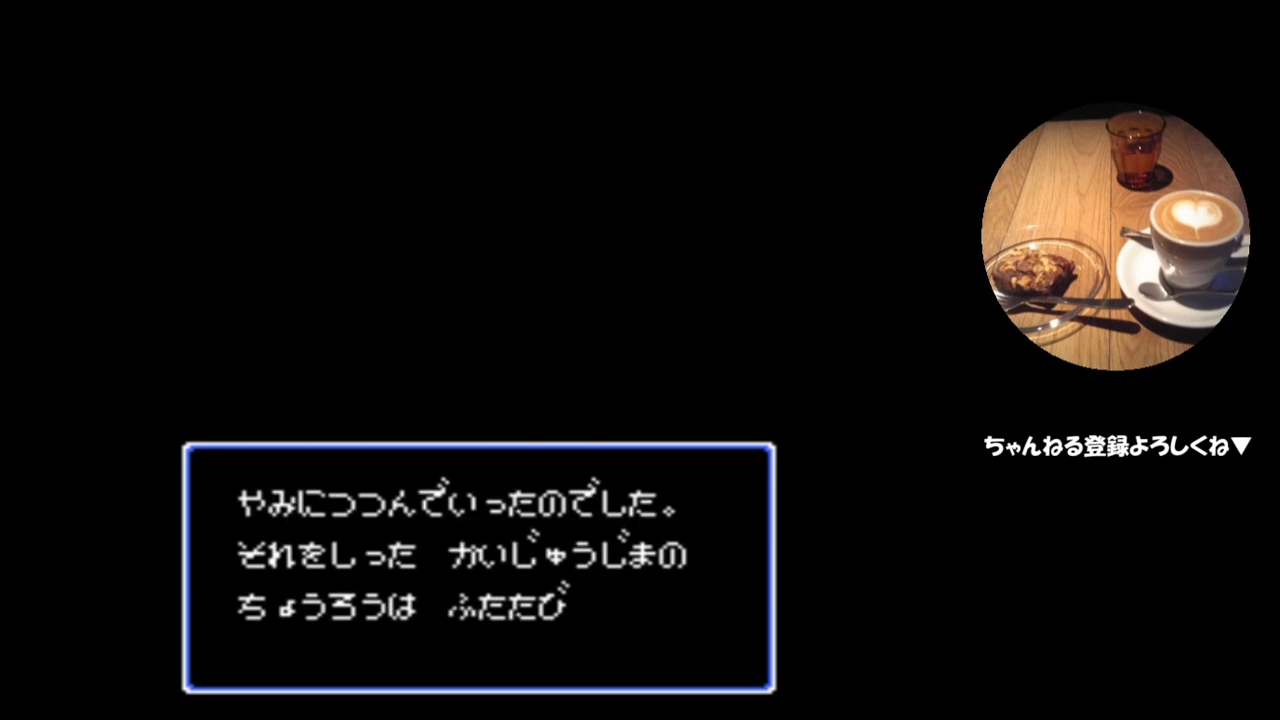 やみにつつんでいったのでした。
それをしった　かいじゅうじまの
ちょうろうは　ふたたび
ちゃんねる登録よろしくね▼